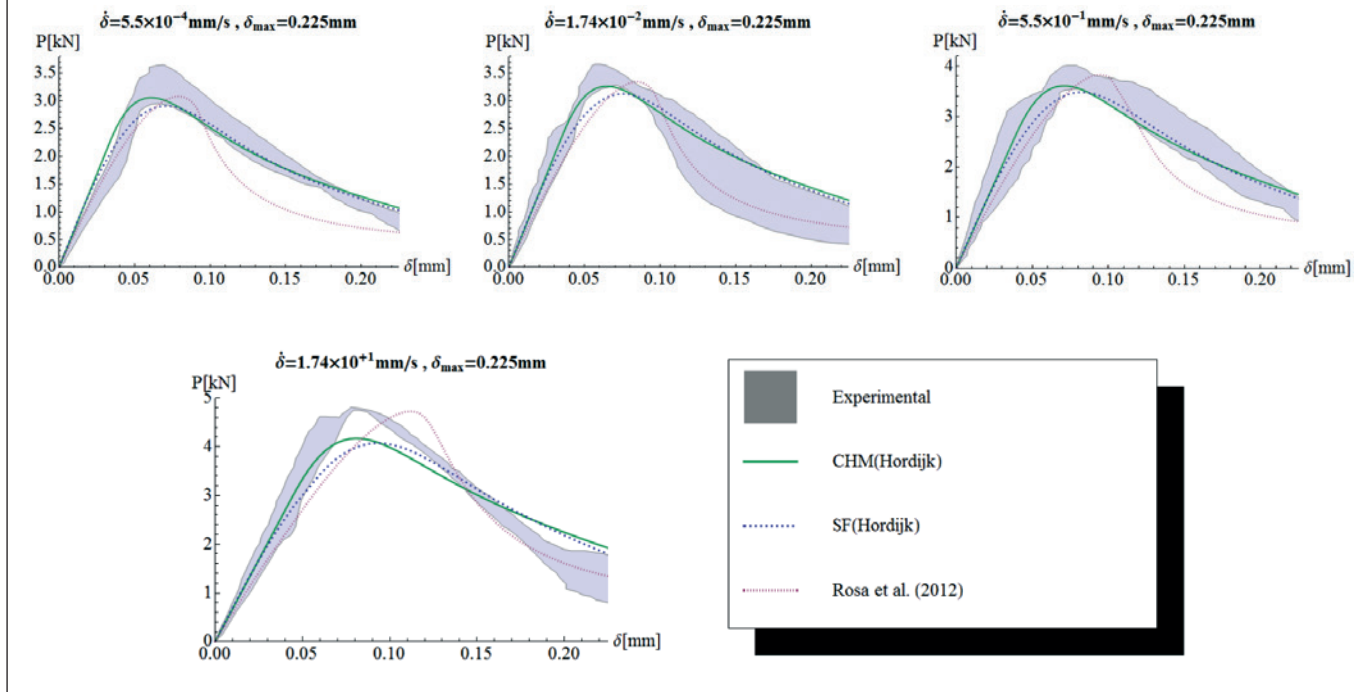 δ̇=5.5×10⁻⁴mm/s , δmax=0.225mm
P[kN]
3.5
3.0
2.5
2.0
1.5
1.0
0.5
0.0
0.00 0.05 0.10 0.15 0.20 δ[mm]
δ̇=1.74×10⁻²mm/s , δmax=0.225mm
P[kN]
3.5
3.0
2.5
2.0
1.5
1.0
0.5
0.0
0.00 0.05 0.10 0.15 0.20 δ[mm]
δ̇=5.5×10⁻¹mm/s , δmax=0.225mm
P[kN]
4
3
2
1
0
0.00 0.05 0.10 0.15 0.20 δ[mm]
δ̇=1.74×10⁺¹mm/s , δmax=0.225mm
P[kN]
5
4
3
2
1
0
0.00 0.05 0.10 0.15 0.20 δ[mm]
Experimental
CHM(Hordijk)
SF(Hordijk)
Rosa et al. (2012)